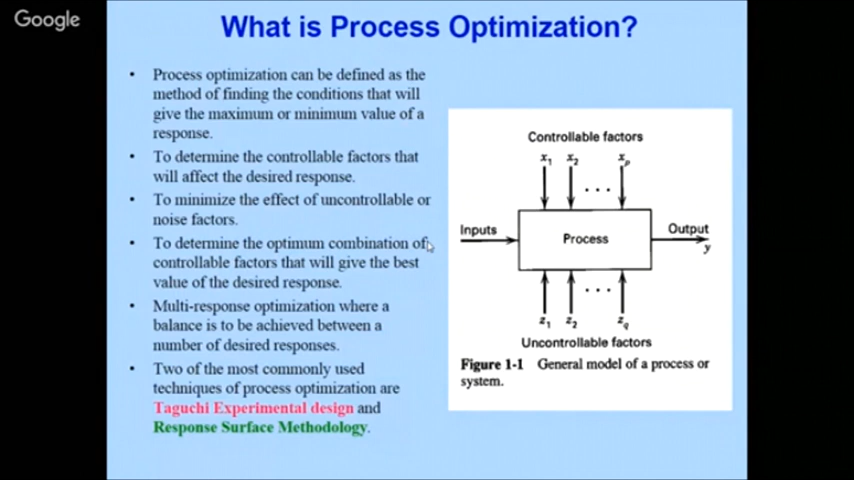 Google
What is Process Optimization?
• Process optimization can be defined as the
method of finding the conditions that will
give the maximum or minimum value of a
response.
• To determine the controllable factors that
will affect the desired response.
• To minimize the effect of uncontrollable or
noise factors.
• To determine the optimum combination of
controllable factors that will give the best
value of the desired response.
• Multi-response optimization where a
balance is to be achieved between a
number of desired responses.
• Two of the most commonly used
techniques of process optimization are
Taguchi Experimental design and
Response Surface Methodology.
Controllable factors
x₁ x₂ xₚ
. . .
Inputs
Process
Output
y
. . .
z₁ z₂ z_q
Uncontrollable factors
Figure 1-1 General model of a process or
system.